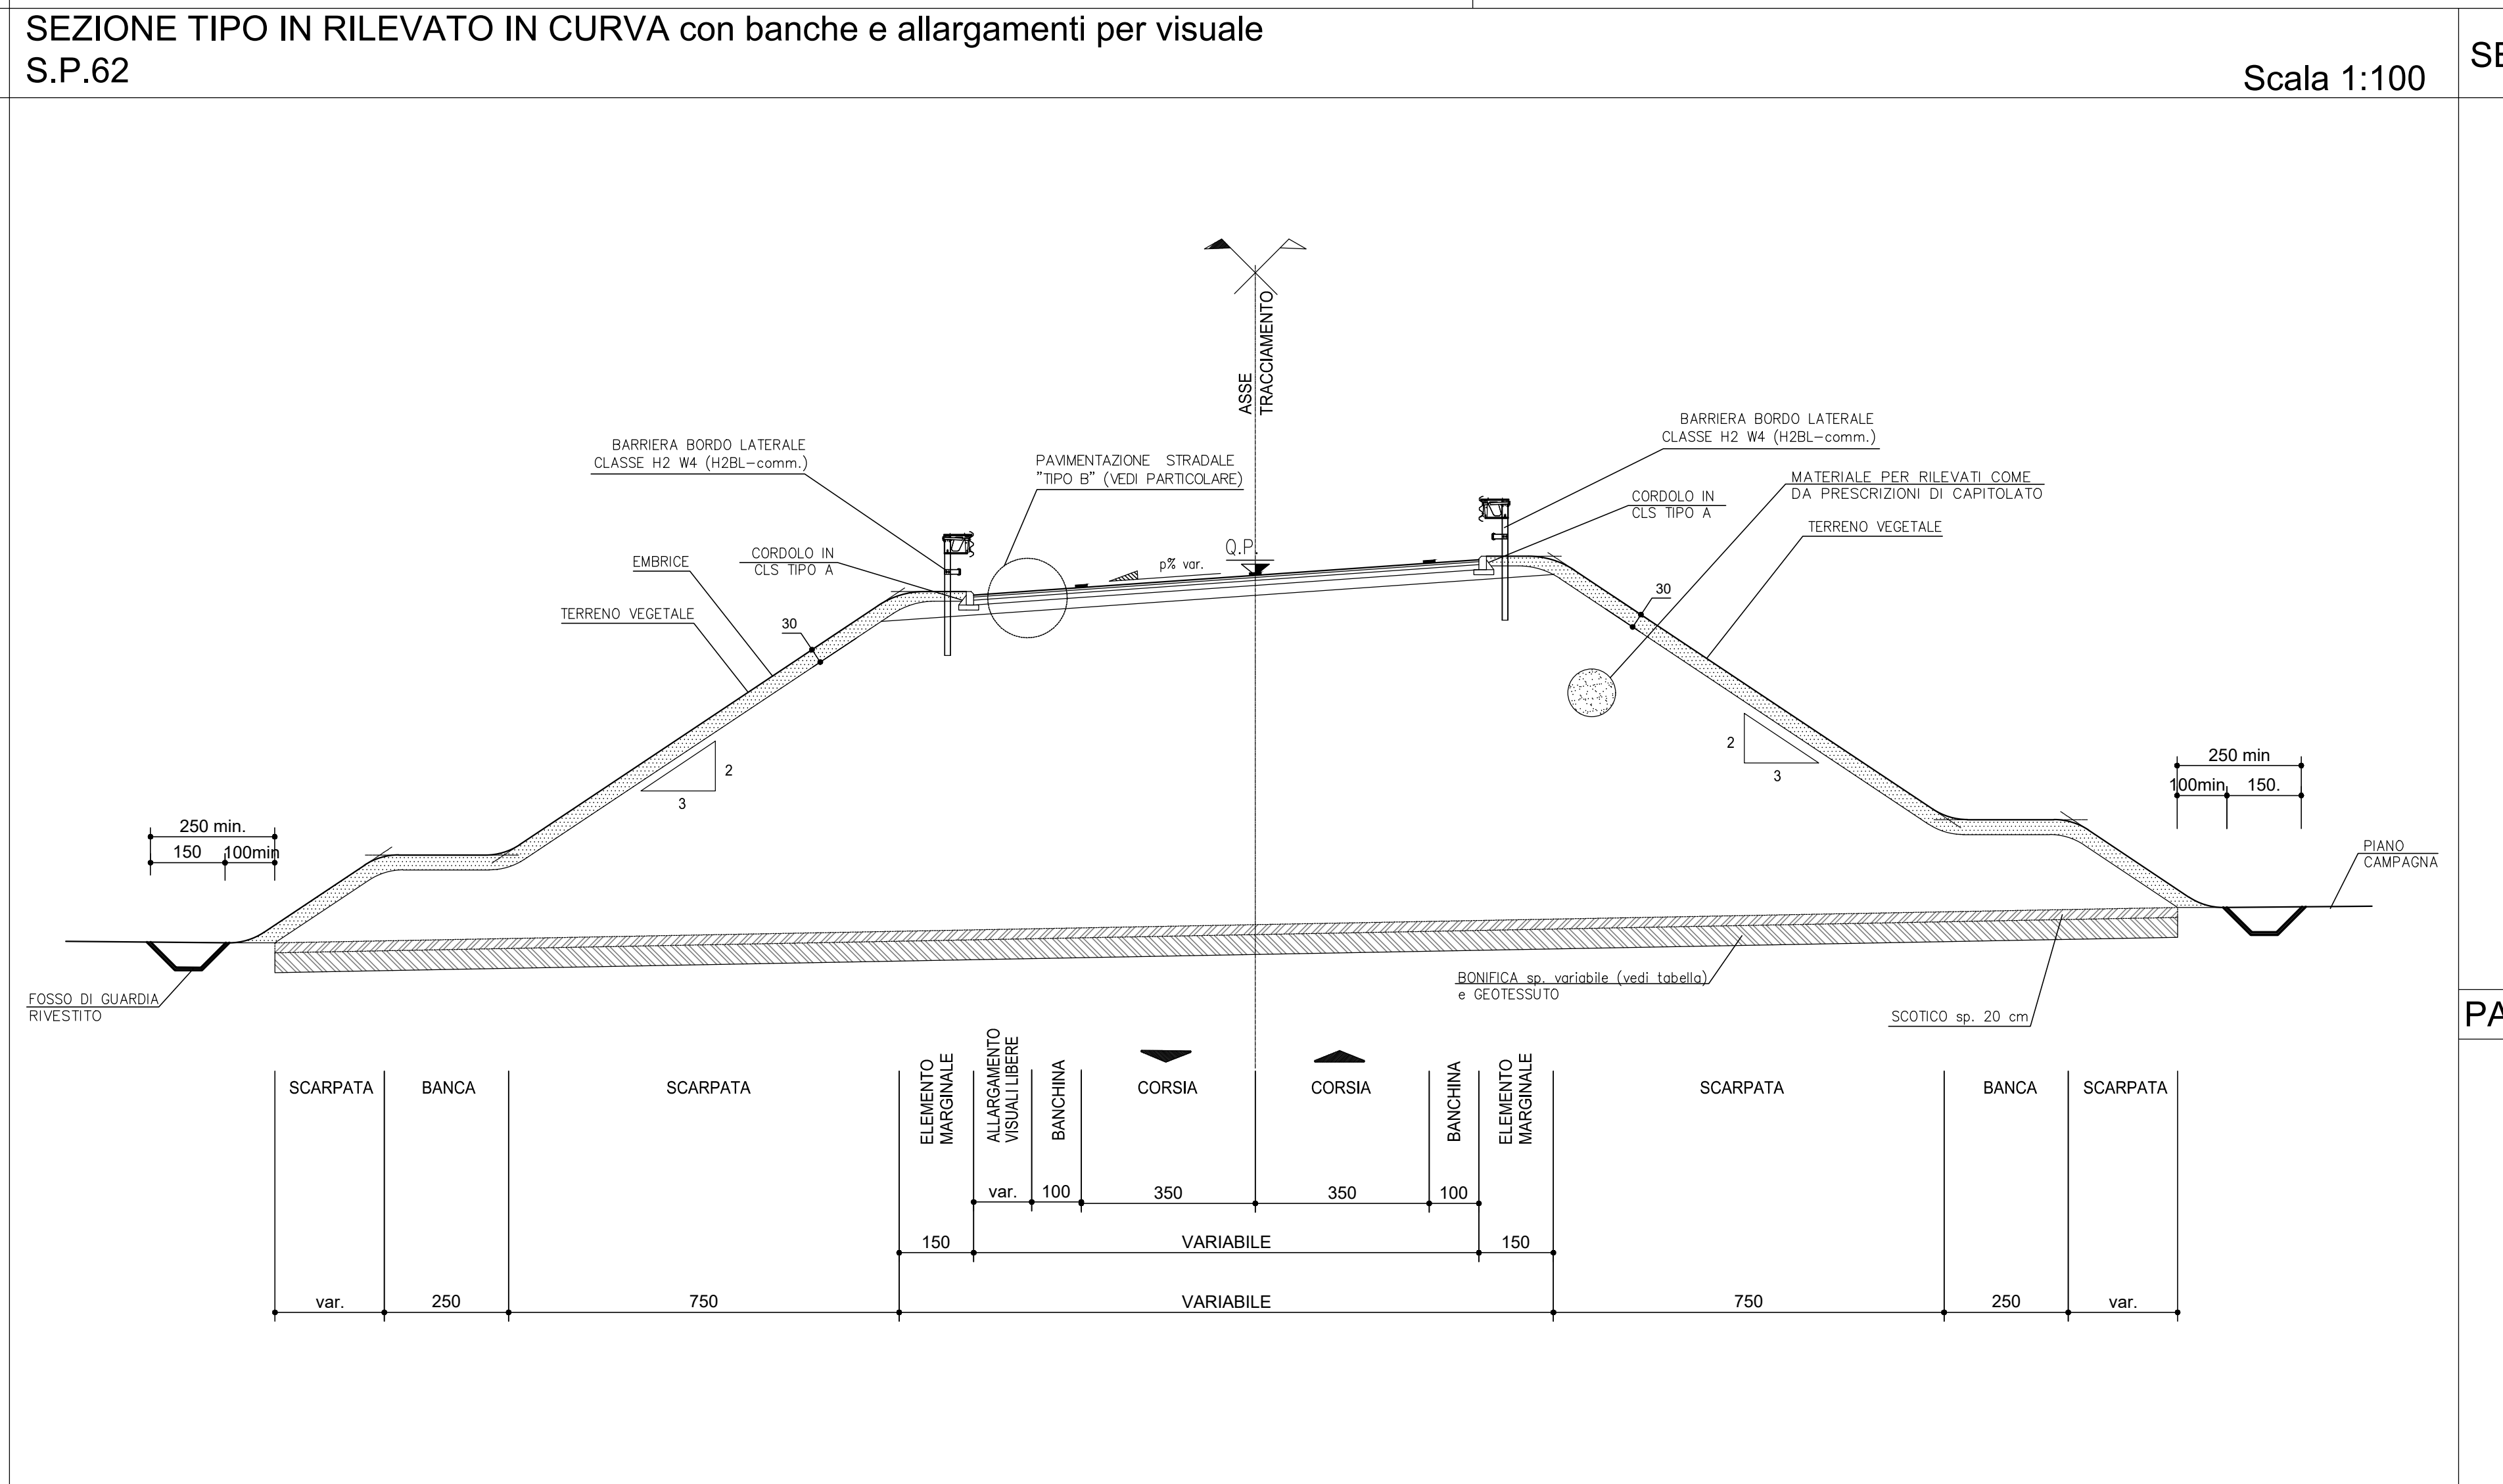 SEZIONE TIPO IN RILEVATO IN CURVA con banche e allargamenti per visuale
S.P.62
Scala 1:100
SE
ASSE
TRACCIAMENTO
BARRIERA BORDO LATERALE
CLASSE H2 W4 (H2BL-comm.)
PAVIMENTAZIONE STRADALE
"TIPO B" (VEDI PARTICOLARE)
BARRIERA BORDO LATERALE
CLASSE H2 W4 (H2BL-comm.)
MATERIALE PER RILEVATI COME
DA PRESCRIZIONI DI CAPITOLATO
CORDOLO IN
CLS TIPO A
TERRENO VEGETALE
EMBRICE
CORDOLO IN
CLS TIPO A
p% var.
Q.P.
TERRENO VEGETALE
30
30
2
3
2
3
250 min.
150
100min
250 min
100min
150.
PIANO
CAMPAGNA
FOSSO DI GUARDIA
RIVESTITO
BONIFICA sp. variabile (vedi tabella)
e GEOTESSUTO
SCOTICO sp. 20 cm
PA
SCARPATA
BANCA
SCARPATA
ELEMENTO
MARGINALE
ALLARGAMENTO
VISUALI LIBERE
BANCHINA
CORSIA
CORSIA
BANCHINA
ELEMENTO
MARGINALE
SCARPATA
BANCA
SCARPATA
var.
100
350
350
100
150
VARIABILE
150
var.
250
750
VARIABILE
750
250
var.